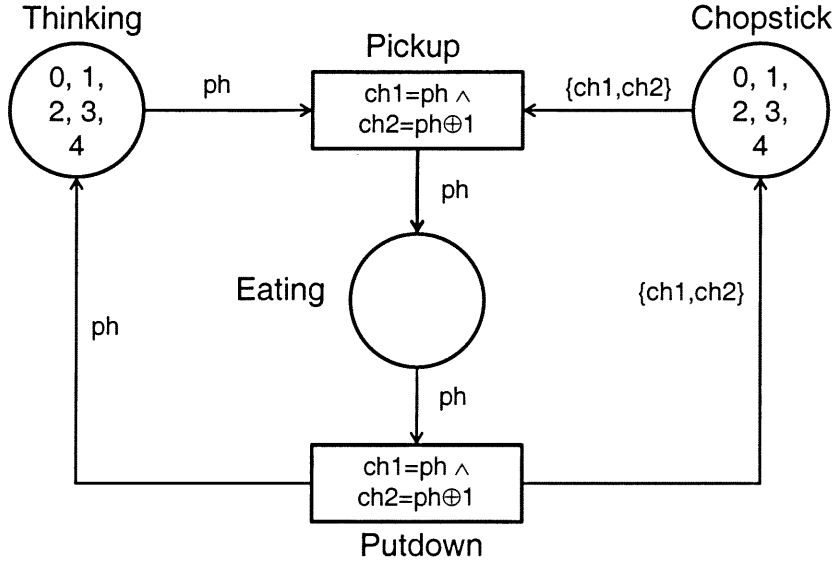 Thinking
Pickup
Chopstick
0, 1,
2, 3,
4
ph
ch1=ph ∧
ch2=ph⊕1
{ch1,ch2}
0, 1,
2, 3,
4
ph
Eating
{ch1,ch2}
ph
ph
ch1=ph ∧
ch2=ph⊕1
Putdown